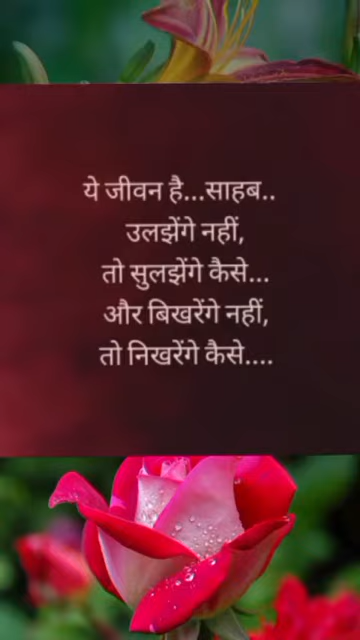 ये जीवन है...साहब..
उलझेंगे नहीं,
तो सुलझेंगे कैसे...
और बिखरेंगे नहीं,
तो निखरेंगे कैसे....